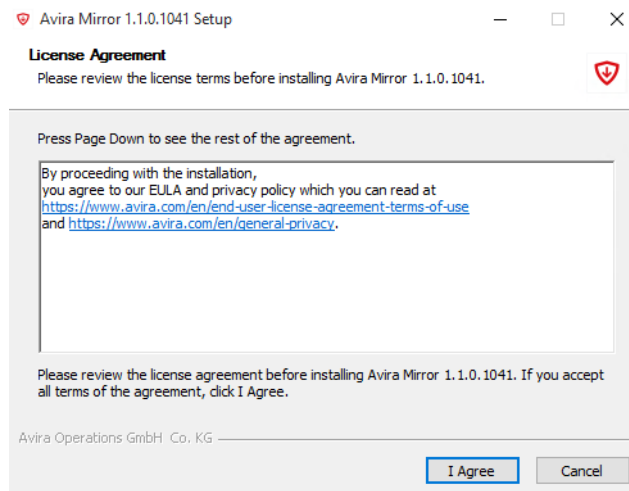 Avira Mirror 1.1.0.1041 Setup
License Agreement
Please review the license terms before installing Avira Mirror 1.1.0.1041.
Press Page Down to see the rest of the agreement.
By proceeding with the installation,
you agree to our EULA and privacy policy which you can read at
https://www.avira.com/en/end-user-license-agreement-terms-of-use
and https://www.avira.com/en/general-privacy.
Please review the license agreement before installing Avira Mirror 1.1.0.1041. If you accept
all terms of the agreement, click I Agree.
Avira Operations GmbH  Co. KG
I Agree
Cancel